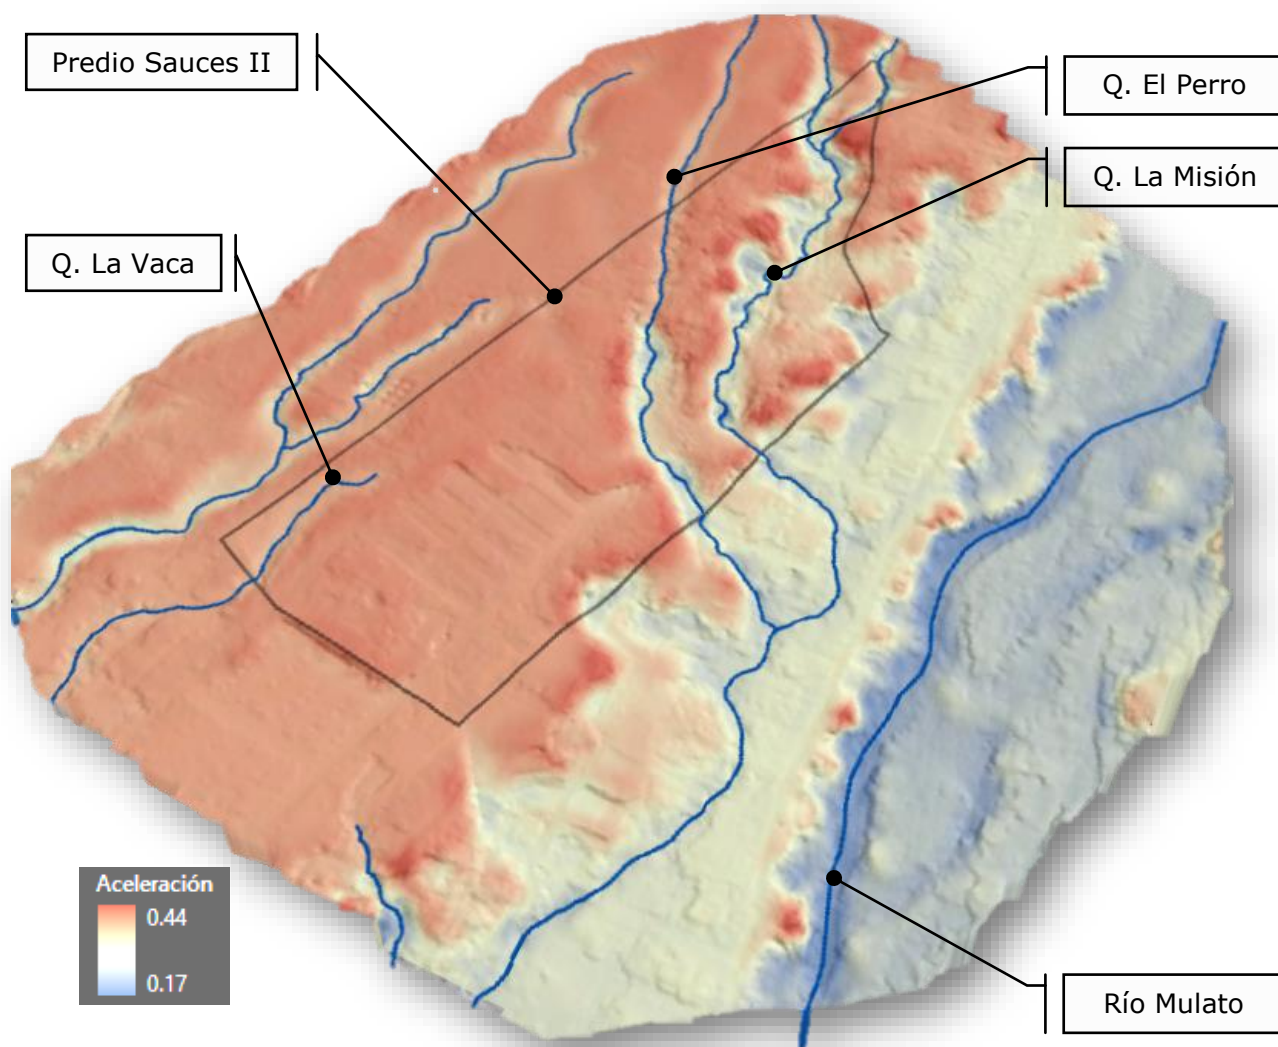 Predio Sauces II
Q. El Perro
Q. La Misión
Q. La Vaca
Aceleración
0.44
0.17
Río Mulato